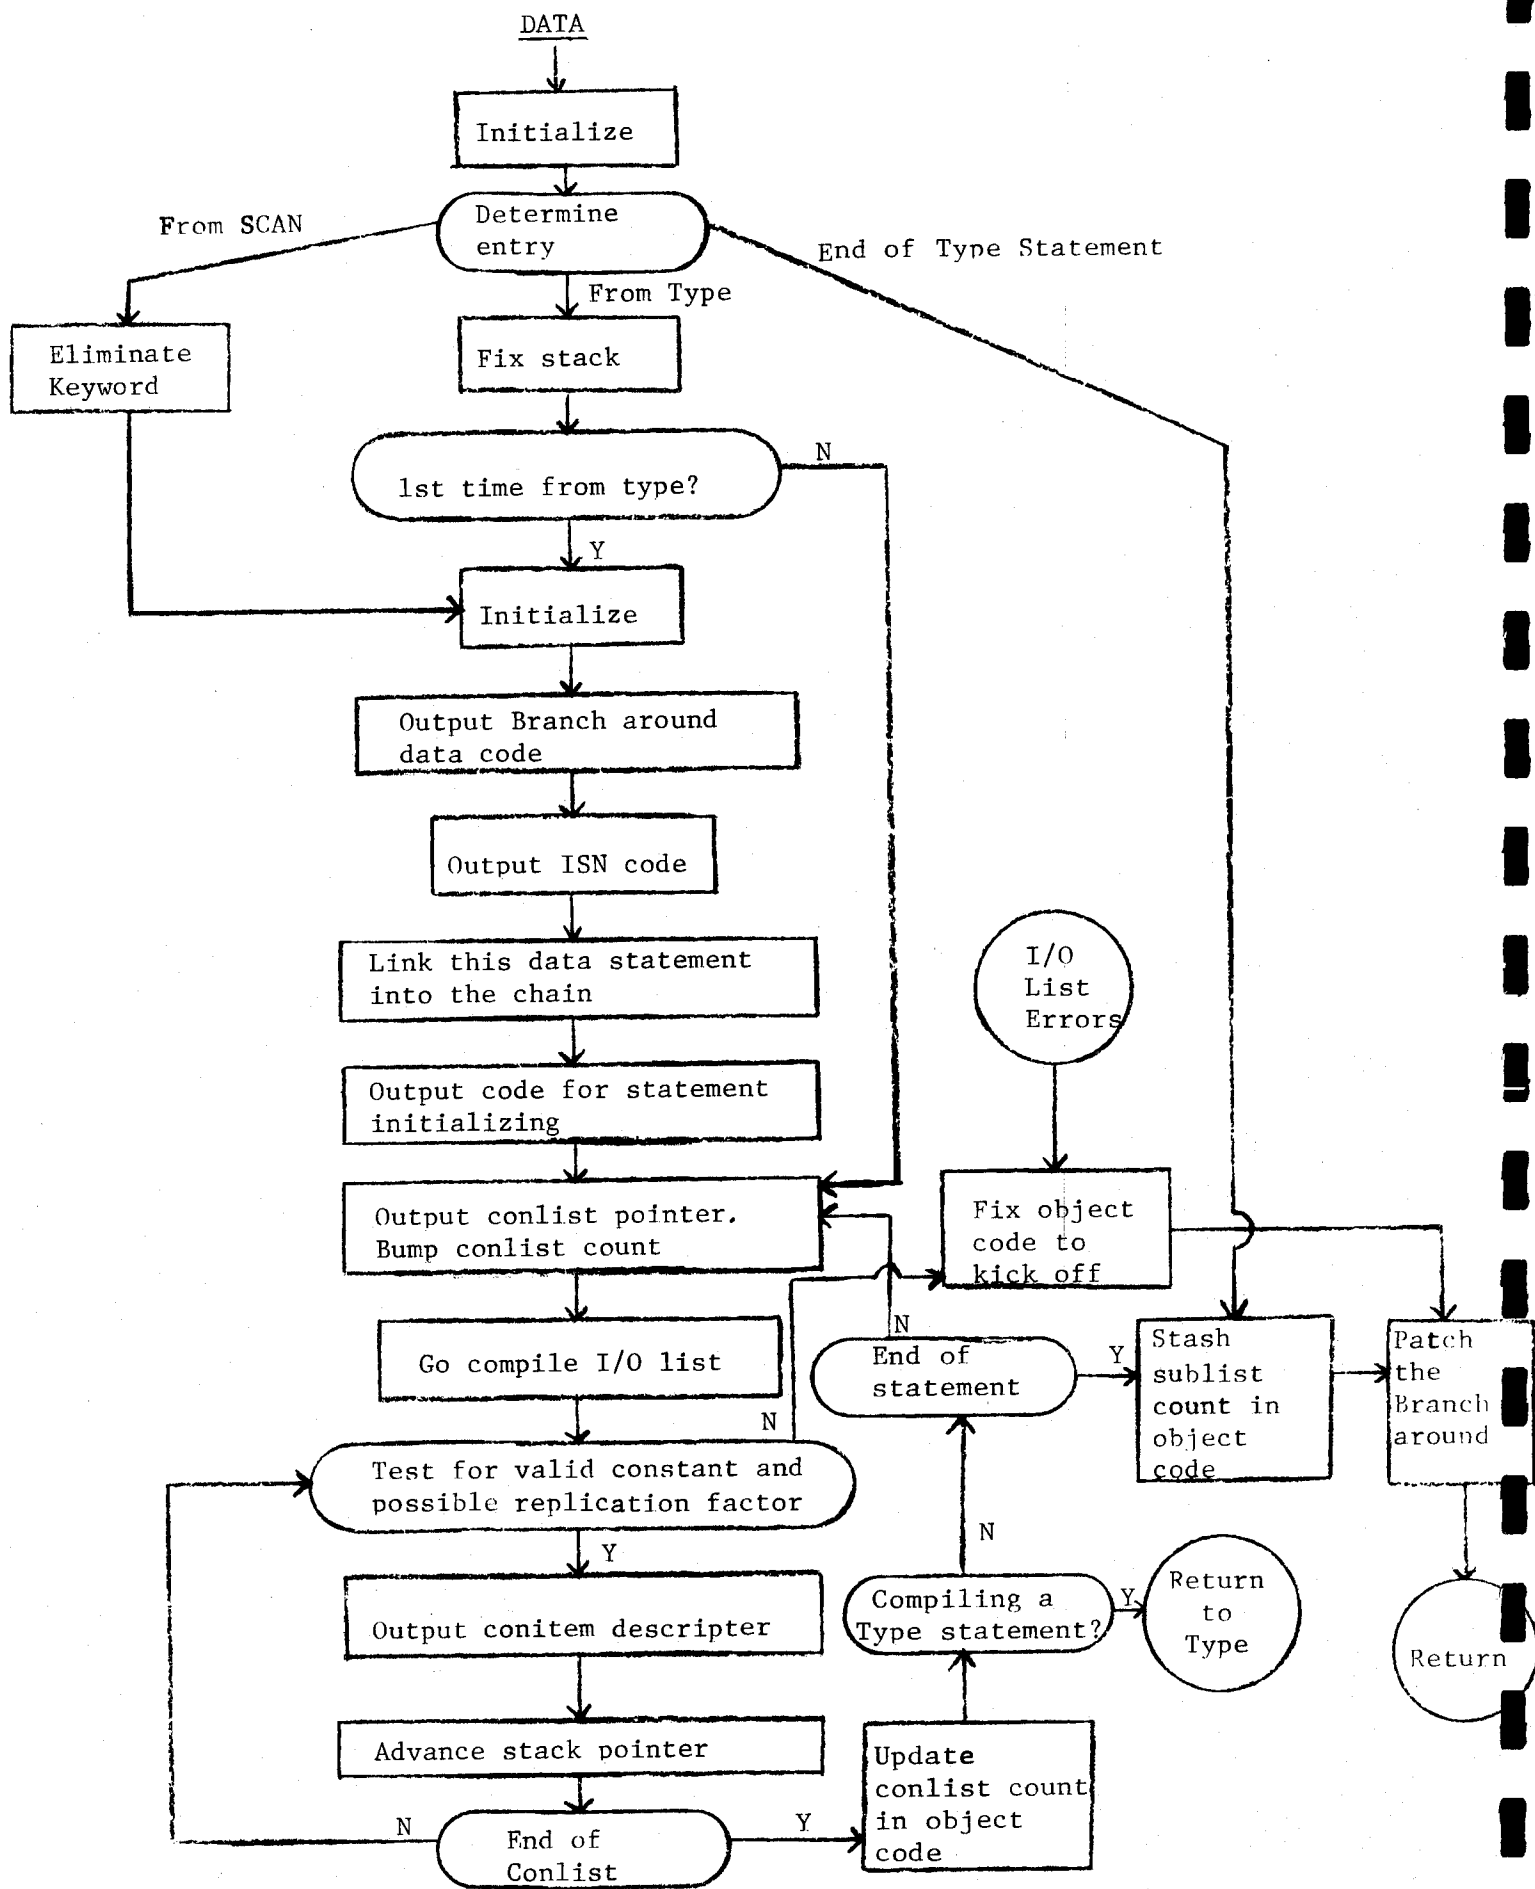 DATA
Initialize
Determine
entry
From SCAN
End of Type Statement
From Type
Eliminate
Keyword
Fix stack
1st time from type?
N
Y
Initialize
Output Branch around
data code
Output ISN code
Link this data statement
into the chain
I/O
List
Errors
Output code for statement
initializing
Output conlist pointer.
Bump conlist count
Fix object
code to
kick off
Go compile I/O list
N
End of
statement
N
Y
Stash
sublist
count in
object
code
Patch
the
Branch
around
Test for valid constant and
possible replication factor
Y
N
Output conitem descripter
Compiling a
Type statement?
Y
Return
to
Type
Return
Advance stack pointer
Update
conlist count
in object
code
N
End of
Conlist
Y